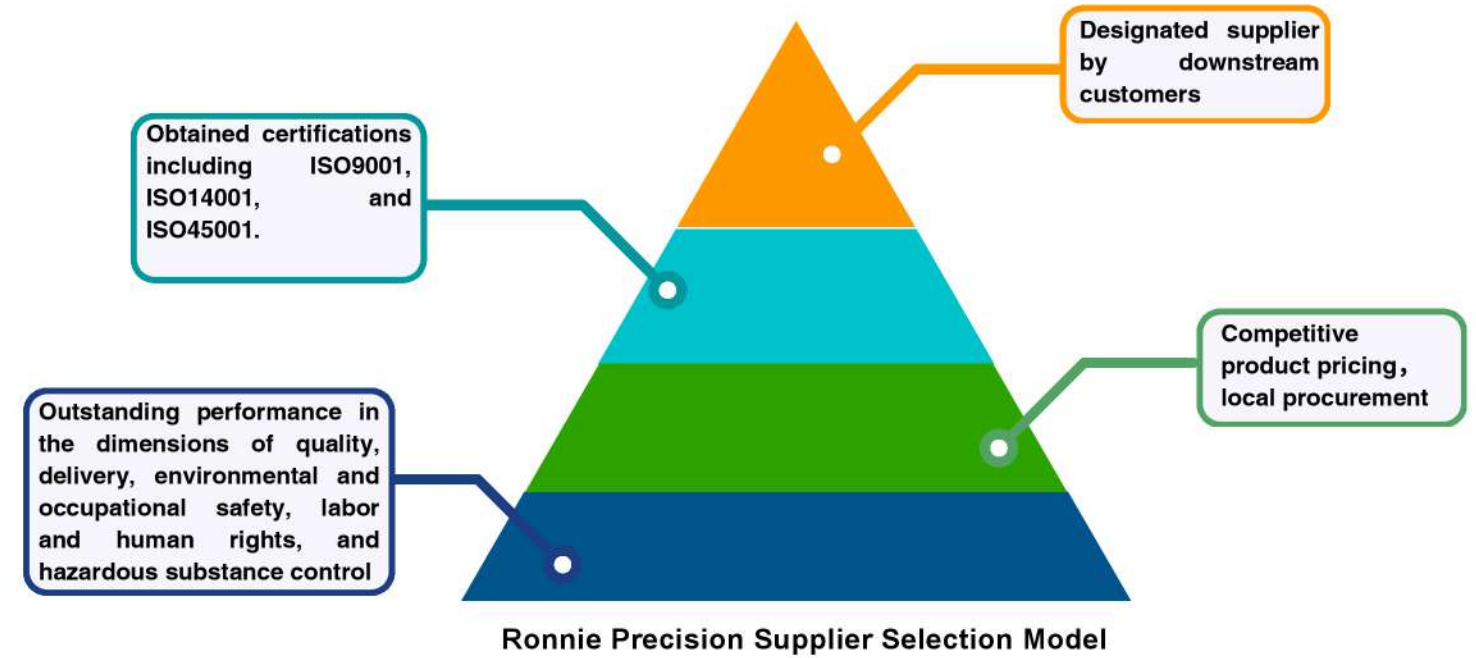 Designated supplier
by downstream
customers
Obtained certifications
including ISO9001,
ISO14001, and
ISO45001.
Competitive
product pricing，
local procurement
Outstanding performance in
the dimensions of quality,
delivery, environmental and
occupational safety, labor
and human rights, and
hazardous substance control
Ronnie Precision Supplier Selection Model